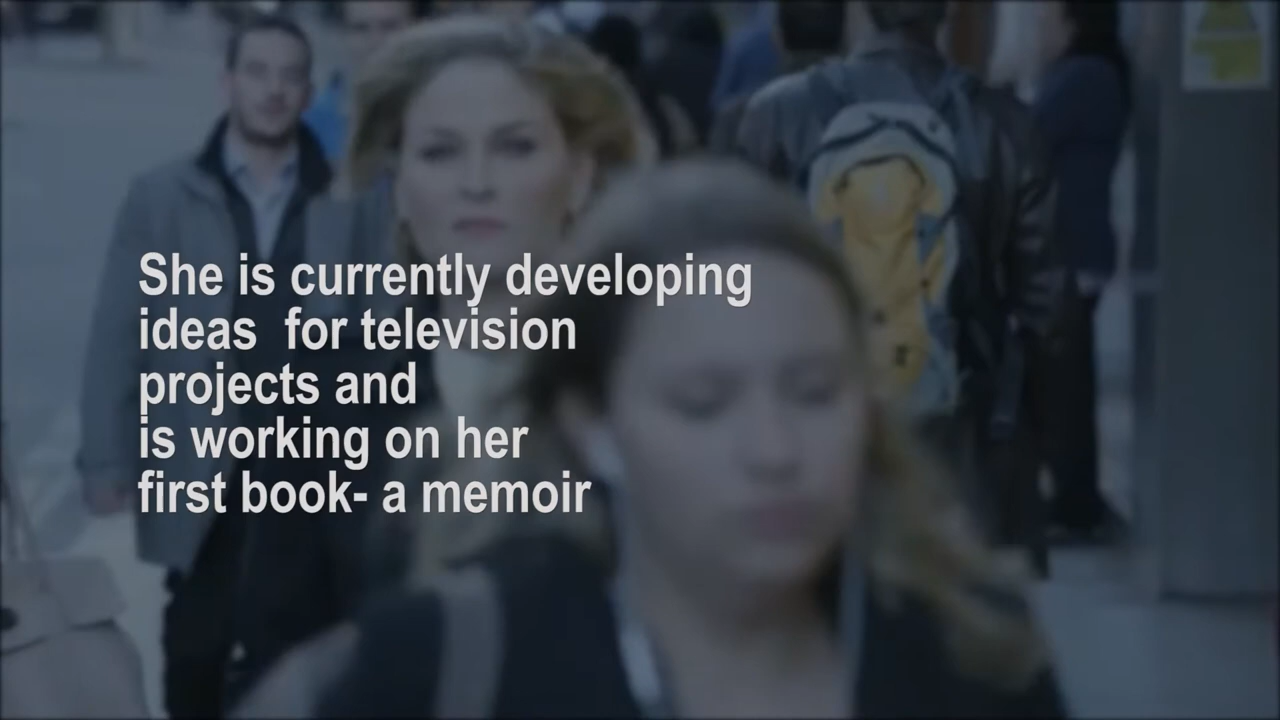 She is currently developing
ideas  for television
projects and
is working on her
first book- a memoir